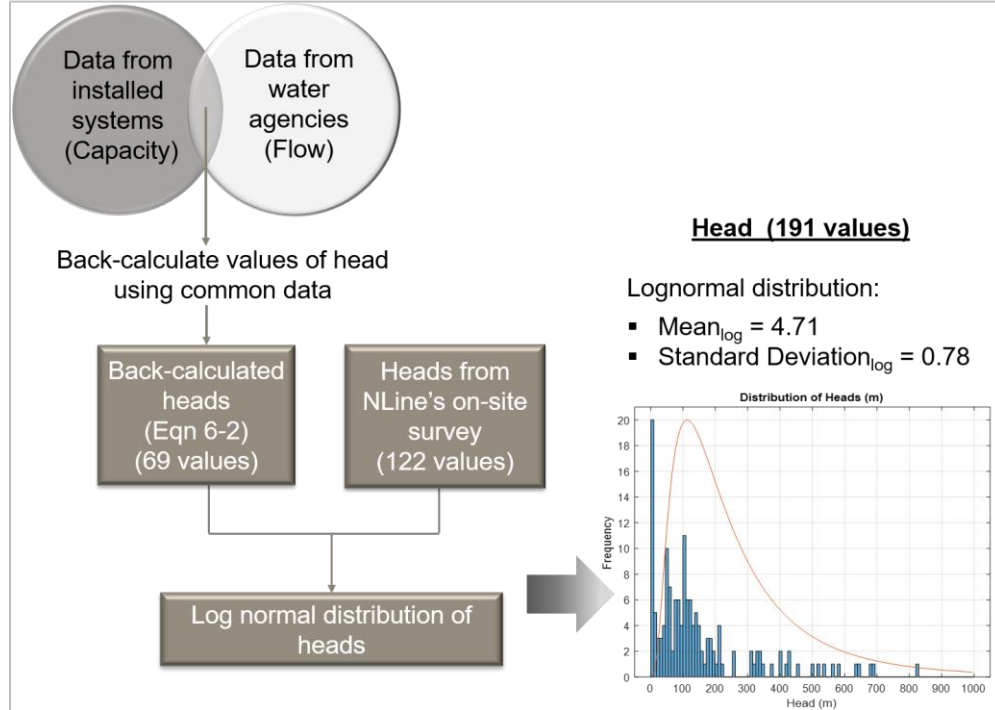 Data from
installed
systems
(Capacity)
Data from
water
agencies
(Flow)
Back-calculate values of head
using common data
Back-calculated
heads
(Eqn 6-2)
(69 values)
Heads from
NLine's on-site
survey
(122 values)
Log normal distribution of
heads
Head (191 values)
Lognormal distribution:
▪ Mean_log = 4.71
▪ Standard Deviation_log = 0.78
Distribution of Heads (m)
Frequency
20
18
16
14
12
10
8
6
4
2
0
0 100 200 300 400 500 600 700 800 900 1000
Head (m)